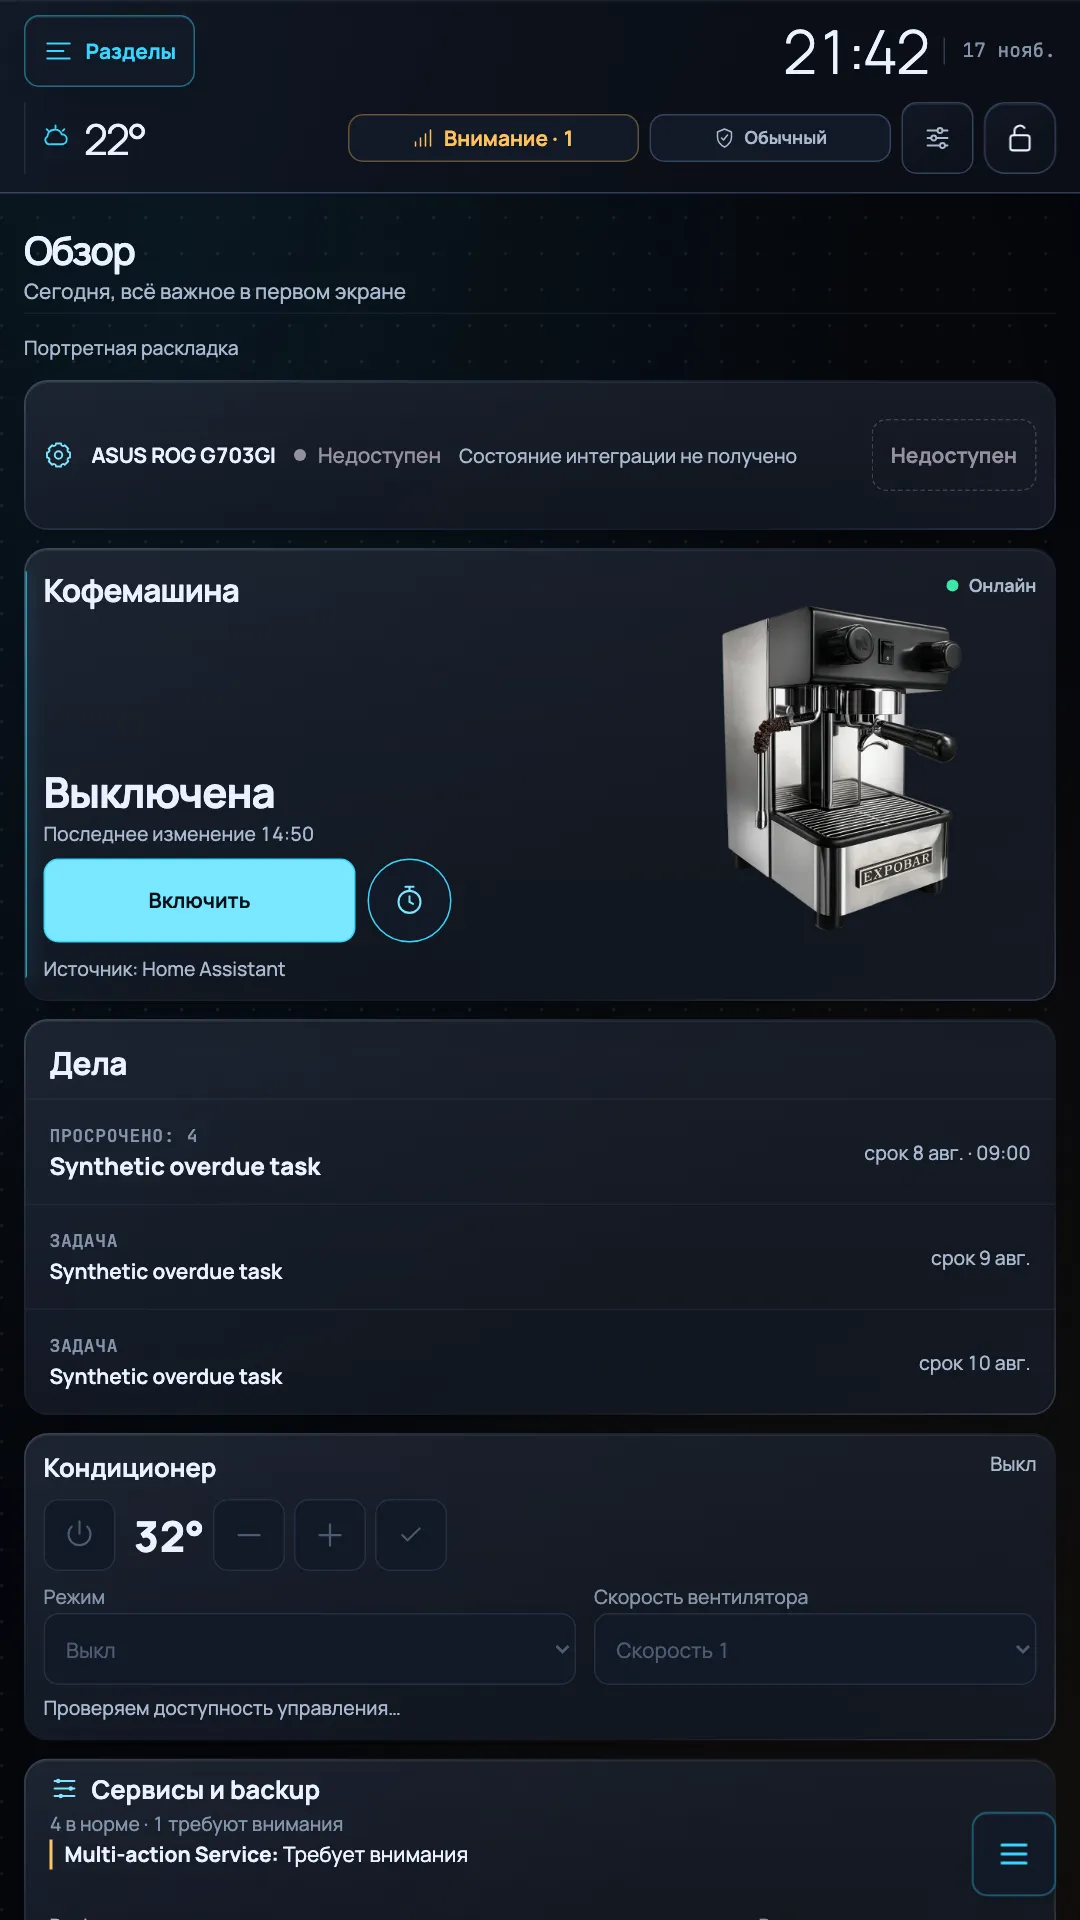 Разделы
21:42
17 нояб.
22°
Внимание · 1
Обычный
Обзор
Сегодня, всё важное в первом экране
Портретная раскладка
ASUS ROG G703GI
Недоступен
Состояние интеграции не получено
Недоступен
Кофемашина
Онлайн
EXPOBAR
Выключена
Последнее изменение 14:50
Включить
Источник: Home Assistant
Дела
ПРОСРОЧЕНО: 4
Synthetic overdue task
срок 8 авг. · 09:00
ЗАДАЧА
Synthetic overdue task
срок 9 авг.
ЗАДАЧА
Synthetic overdue task
срок 10 авг.
Кондиционер
Выкл
32°
Режим
Скорость вентилятора
Выкл
Скорость 1
Проверяем доступность управления...
Сервисы и backup
4 в норме · 1 требуют внимания
Multi-action Service: Требует внимания